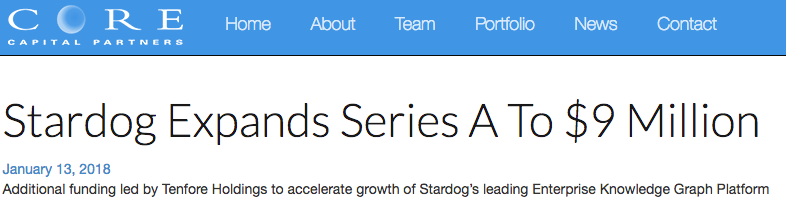 CORE
CAPITAL PARTNERS
Home About Team Portfolio News Contact
Stardog Expands Series A To $9 Million
January 13, 2018
Additional funding led by Tenfore Holdings to accelerate growth of Stardog's leading Enterprise Knowledge Graph Platform